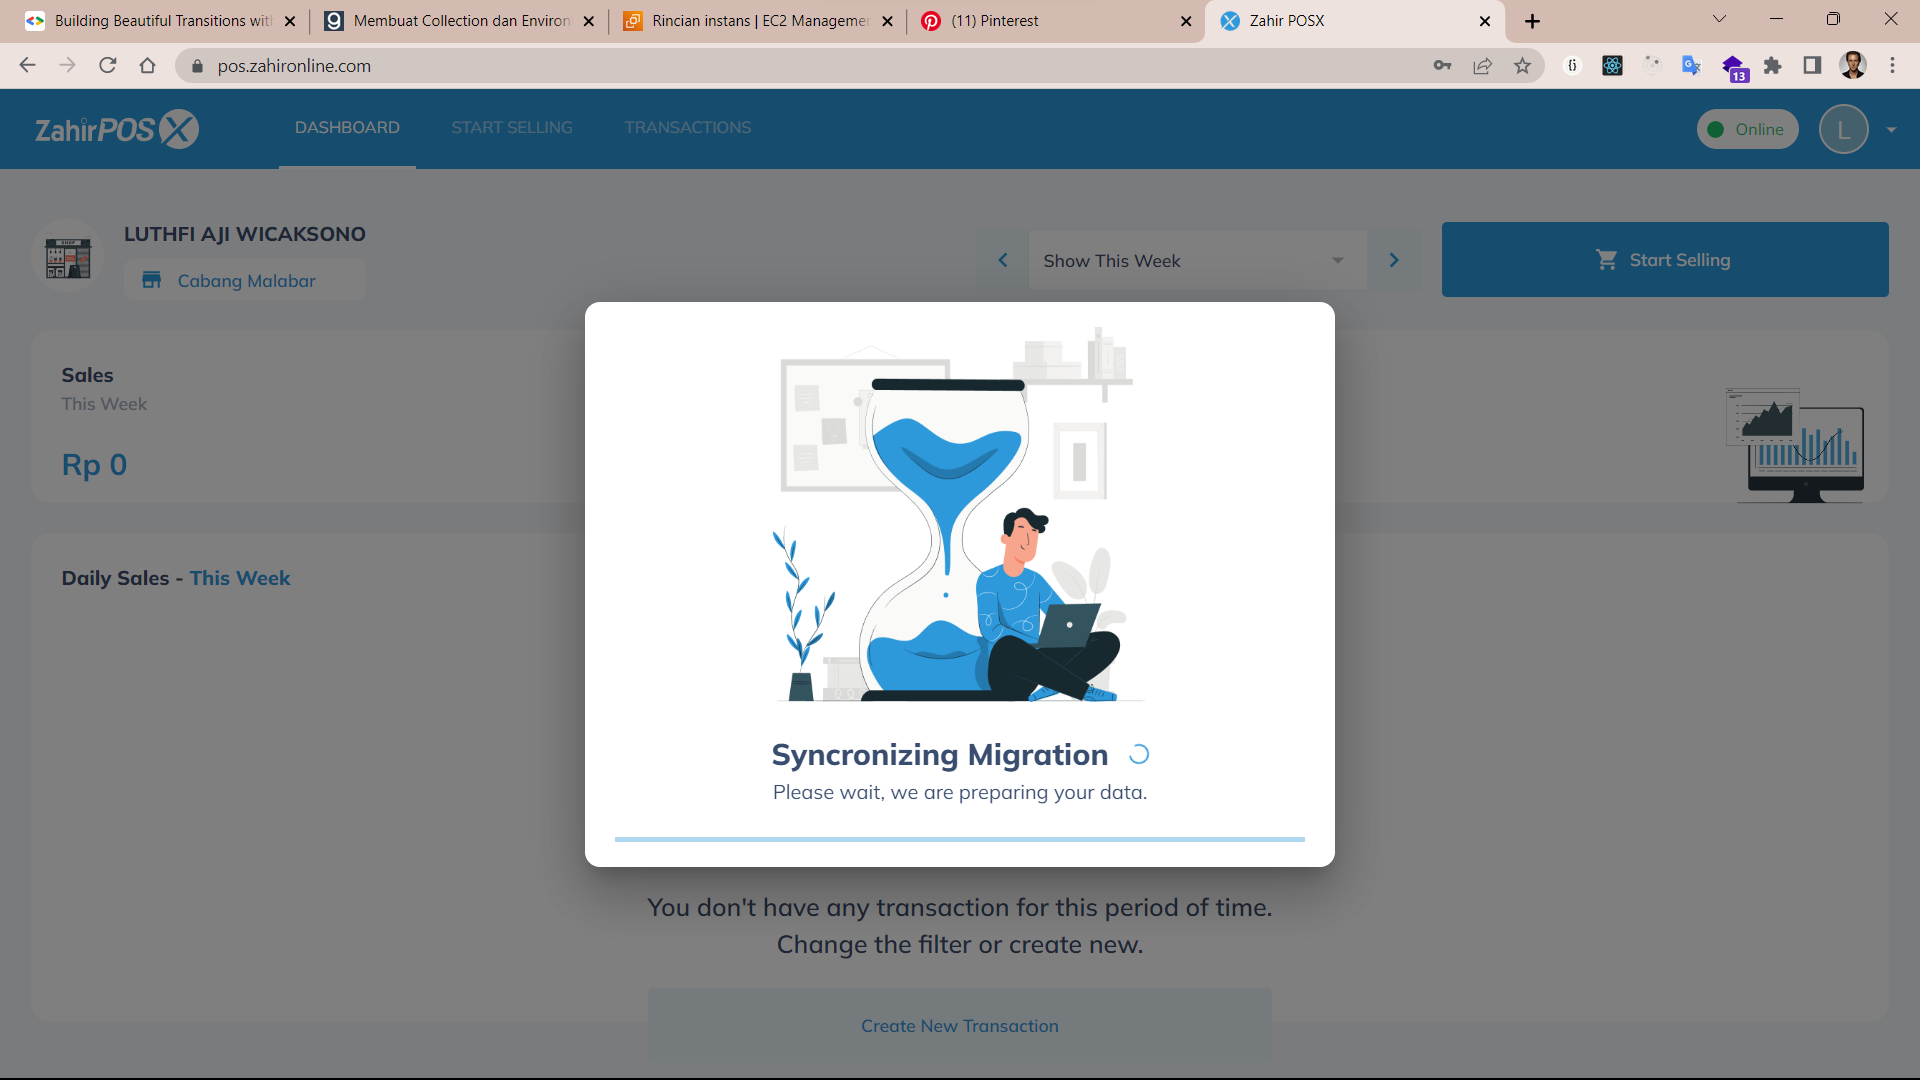 Building Beautiful Transitions with
Membuat Collection dan Environ
Rincian instans | EC2 Managemen
(11) Pinterest
Zahir POSX
pos.zahironline.com
13
ZahirPOS X
DASHBOARD
START SELLING
TRANSACTIONS
Online
L
LUTHFI AJI WICAKSONO
Cabang Malabar
Show This Week
Start Selling
SHOP
Sales
This Week
Rp 0
Daily Sales - This Week
Syncronizing Migration
Please wait, we are preparing your data.
You don't have any transaction for this period of time.
Change the filter or create new.
Create New Transaction